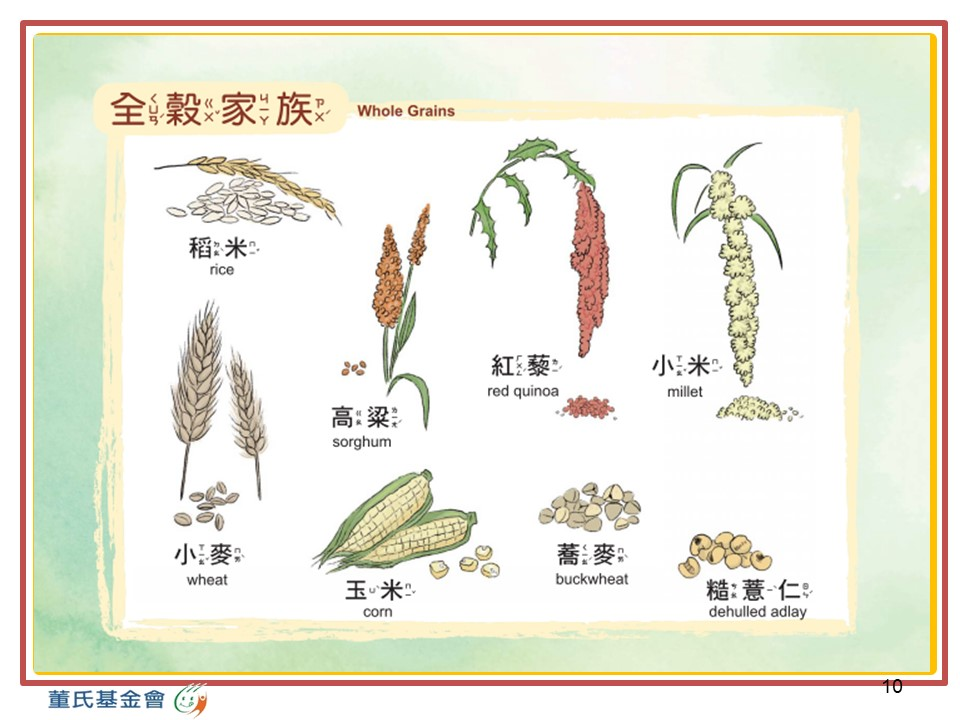 全穀家族 Whole Grains
稻米
rice
高粱
sorghum
紅藜
red quinoa
小米
millet
小麥
wheat
玉米
corn
蕎麥
buckwheat
糙薏仁
dehulled adlay
董氏基金會
10